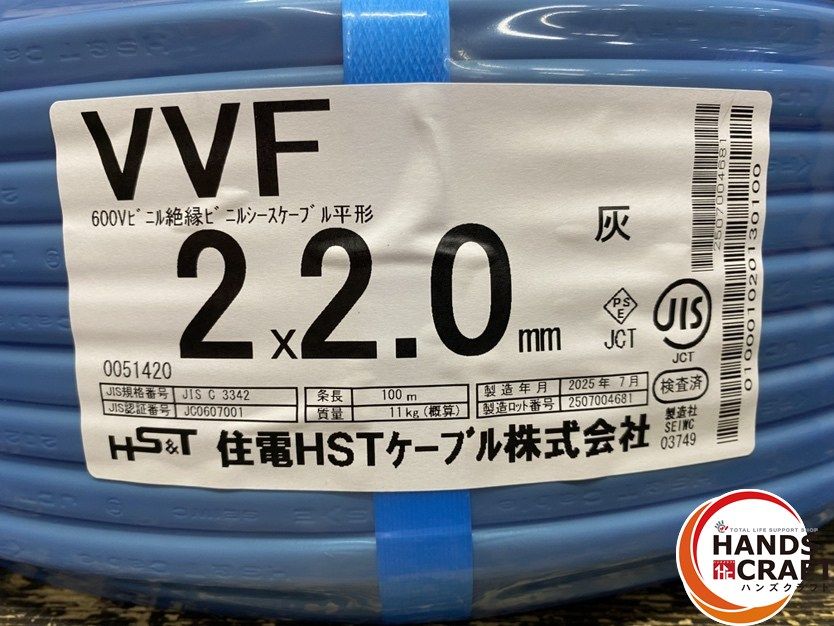 VVF
600Vﾋﾞﾆﾙ絶縁ﾋﾞﾆﾙｼｰｽｹｰﾌﾞﾙ平形
2x2.0mm
灰
PS
E
JCT
JIS
JCT
2507004681
0100010201301​00
0051420
JIS規格番号 JIS C 3342
JIS認証番号 JC0607001
条長 100m
質量 11kg(概算)
製造年月 2025年 7月
製造ロット番号 2507004681
検査済
製造社
SEIWC
03749
HS&T 住電HSTケーブル株式会社
TOTAL LIFE SUPPORT SHOP
HANDS
CRAFT
ハンズクラフト